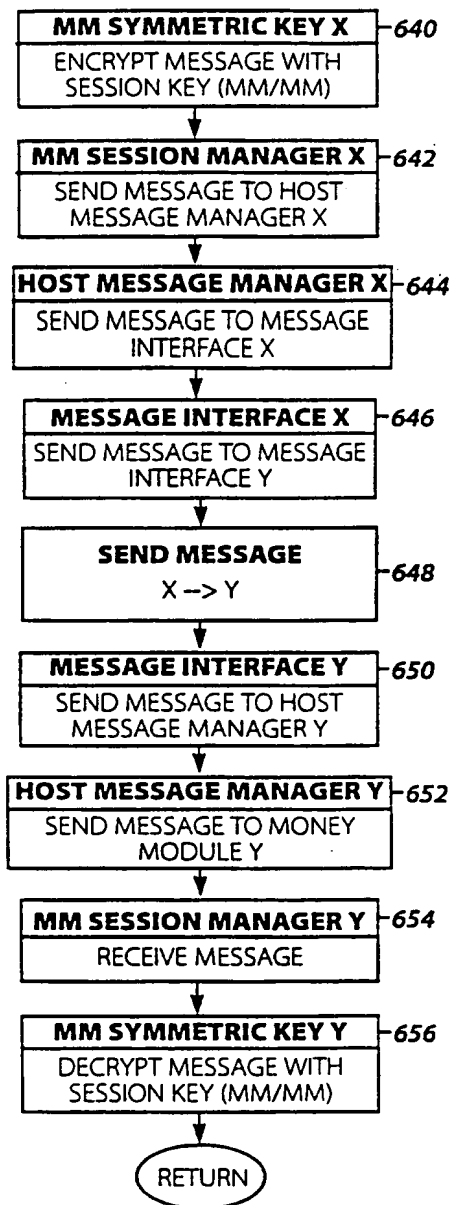 MM SYMMETRIC KEY X
640
ENCRYPT MESSAGE WITH
SESSION KEY (MM/MM)
MM SESSION MANAGER X
642
SEND MESSAGE TO HOST
MESSAGE MANAGER X
HOST MESSAGE MANAGER X
644
SEND MESSAGE TO MESSAGE
INTERFACE X
MESSAGE INTERFACE X
646
SEND MESSAGE TO MESSAGE
INTERFACE Y
SEND MESSAGE
648
X --> Y
MESSAGE INTERFACE Y
650
SEND MESSAGE TO HOST
MESSAGE MANAGER Y
HOST MESSAGE MANAGER Y
652
SEND MESSAGE TO MONEY
MODULE Y
MM SESSION MANAGER Y
654
RECEIVE MESSAGE
MM SYMMETRIC KEY Y
656
DECRYPT MESSAGE WITH
SESSION KEY (MM/MM)
RETURN